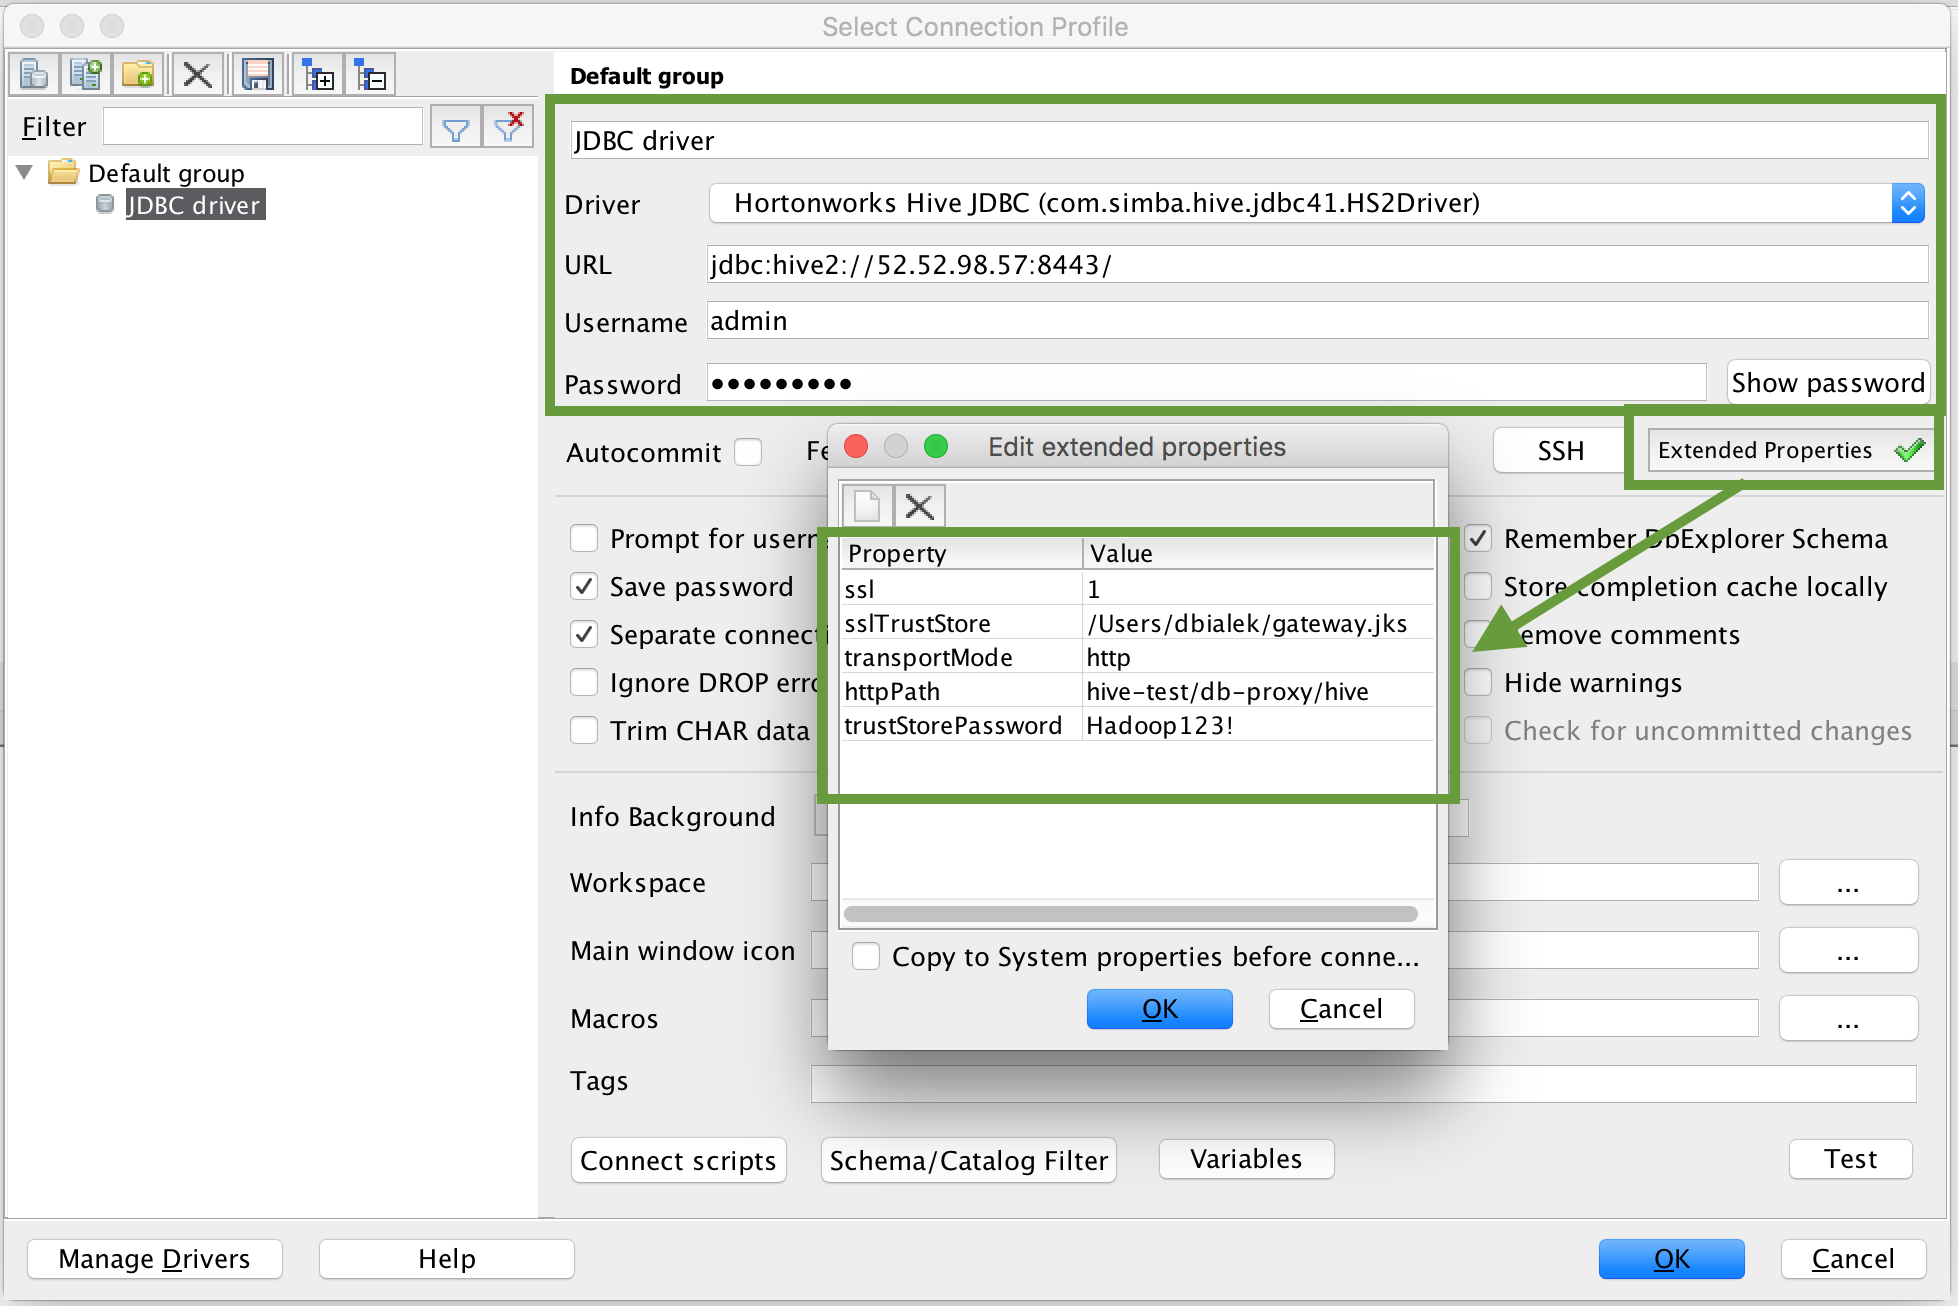 Select Connection Profile
Filter
Default group
JDBC driver
Default group
JDBC driver
Driver Hortonworks Hive JDBC (com.simba.hive.jdbc41.HS2Driver)
URL jdbc:hive2://52.52.98.57:8443/
Username admin
Password ●●●●●●●●● Show password
Autocommit Fe SSH Extended Properties
Prompt for usern
Save password
Separate connecti
Ignore DROP erro
Trim CHAR data
Remember DbExplorer Schema
Store completion cache locally
emove comments
Hide warnings
Check for uncommitted changes
Edit extended properties
Property Value
ssl 1
sslTrustStore /Users/dbialek/gateway.jks
transportMode http
httpPath hive-test/db-proxy/hive
trustStorePassword Hadoop123!
Copy to System properties before conne...
OK Cancel
Info Background
Workspace ...
Main window icon ...
Macros ...
Tags
Connect scripts Schema/Catalog Filter Variables Test
Manage Drivers Help OK Cancel